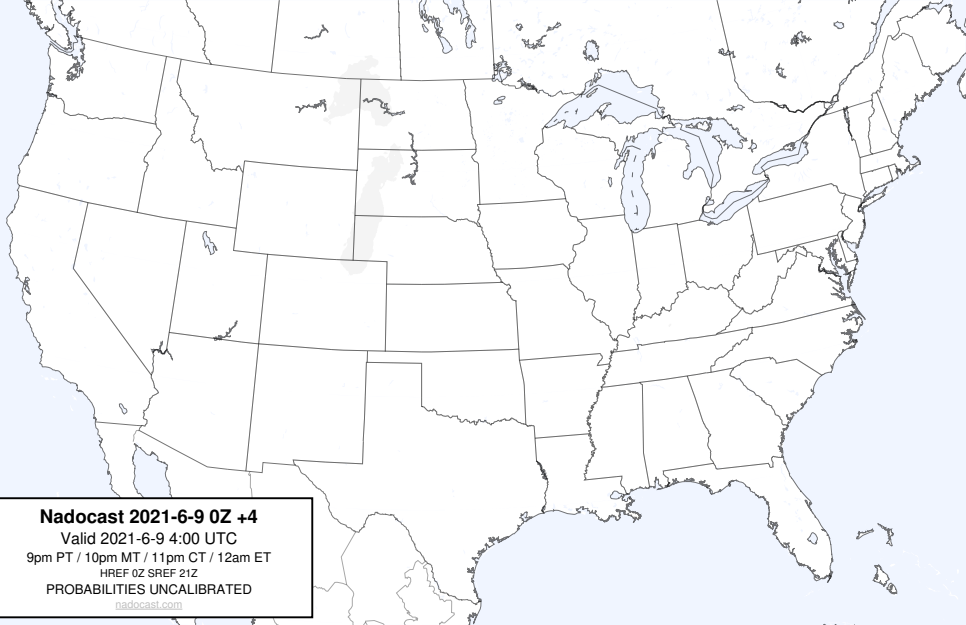 Nadocast 2021-6-9 0Z +4
Valid 2021-6-9 4:00 UTC
9pm PT / 10pm MT / 11pm CT / 12am ET
HREF 0Z SREF 21Z
PROBABILITIES UNCALIBRATED
nadocast.com